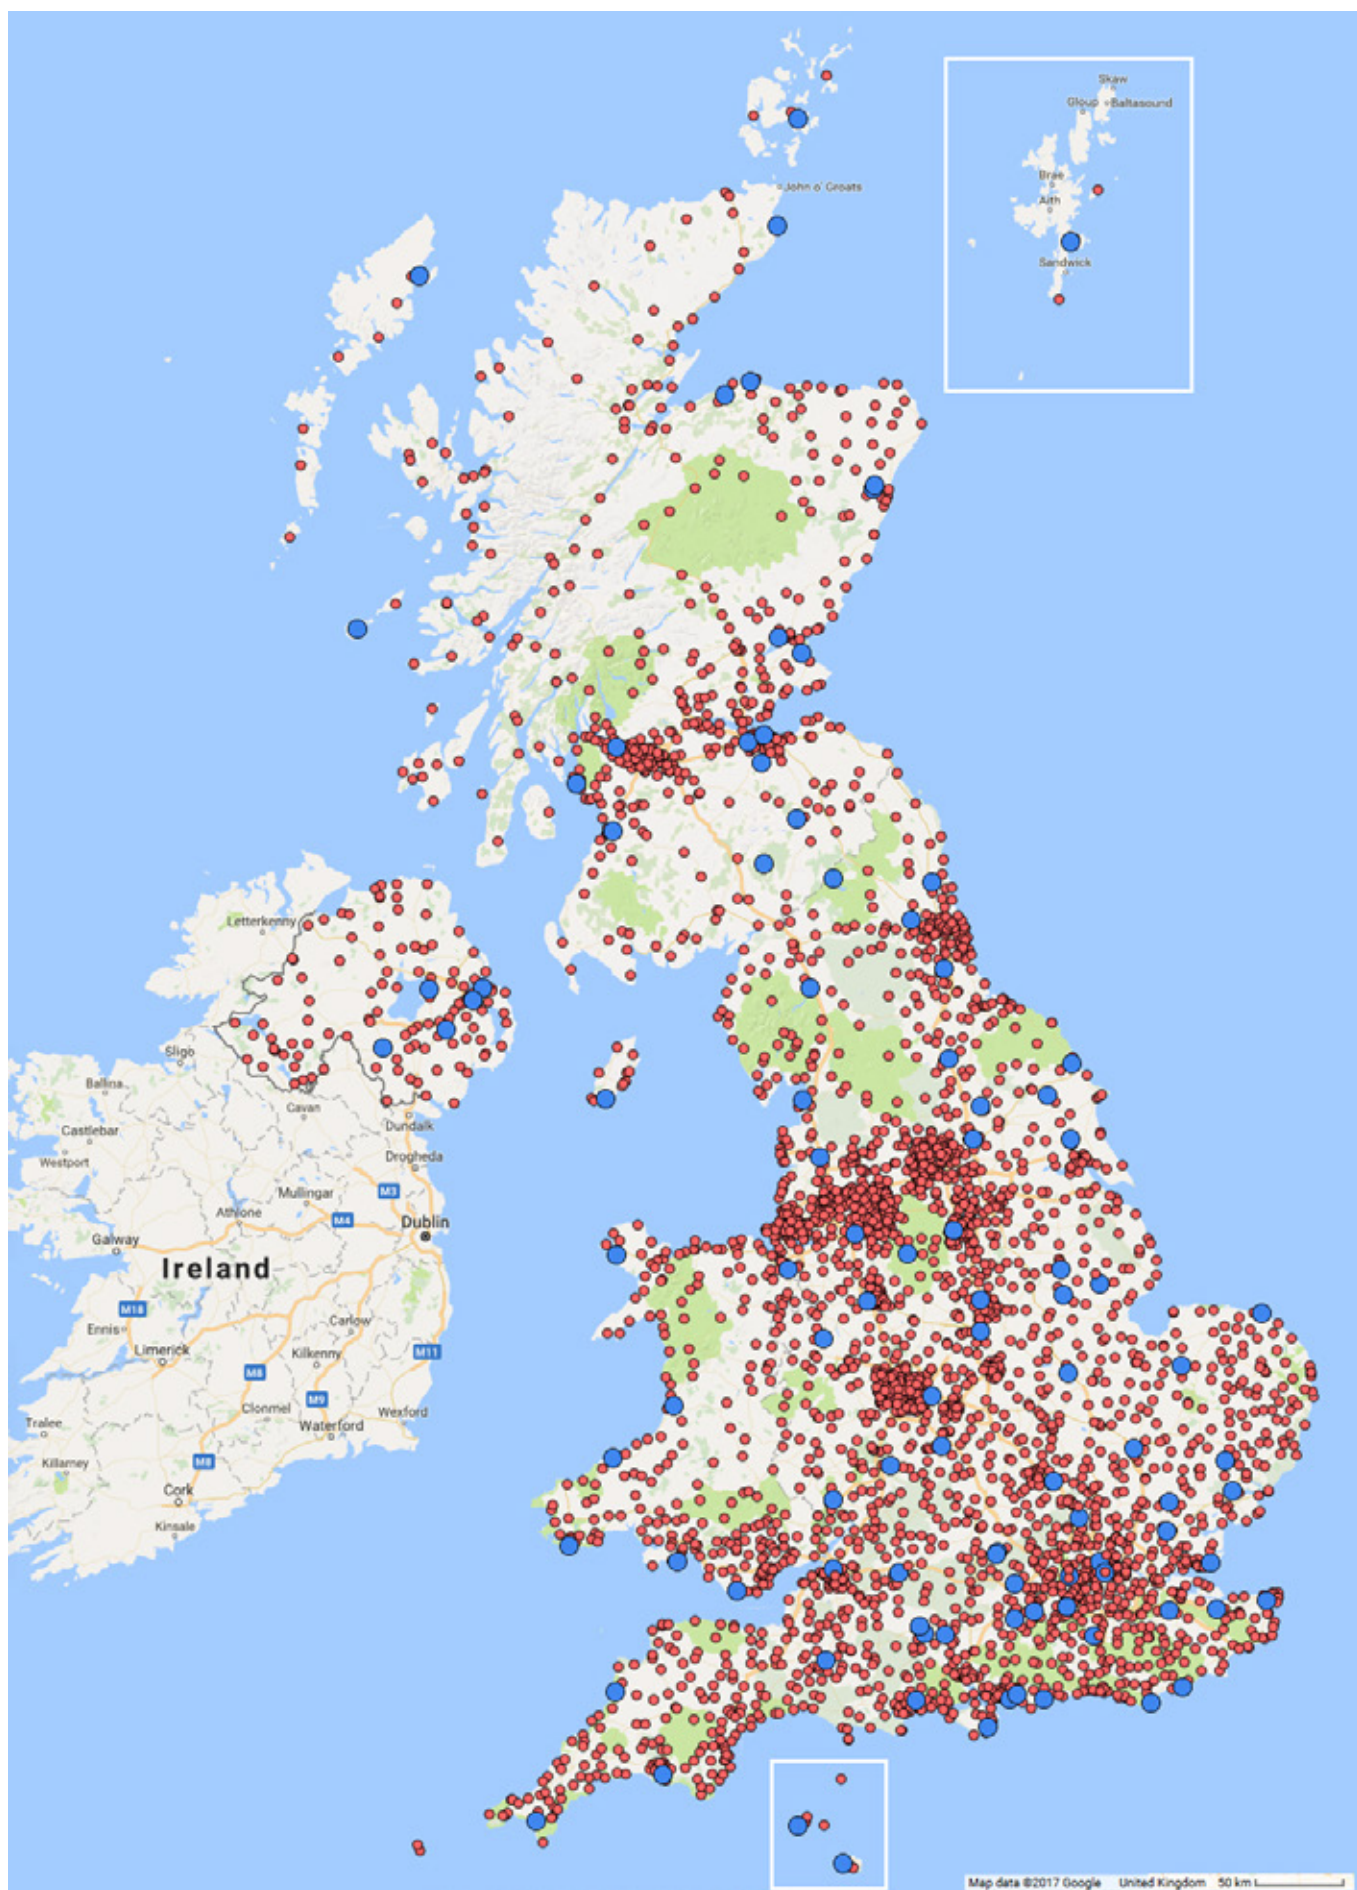 Skaw
Gloup
Baltasound
John o' Groats
Brae
Aith
Sandwick
Letterkenny
Sligo
Ballina
Cavan
Dundalk
Castlebar
Westport
Drogheda
Mullingar
M3
Athlone
M4
Dublin
Galway
Ireland
M18
Ennis
Carlow
Limerick
Kilkenny
M11
M8
M9
Clonmel
Wexford
Tralee
Waterford
Killarney
M8
Cork
Kinsale
Map data ©2017 Google United Kingdom 50 km